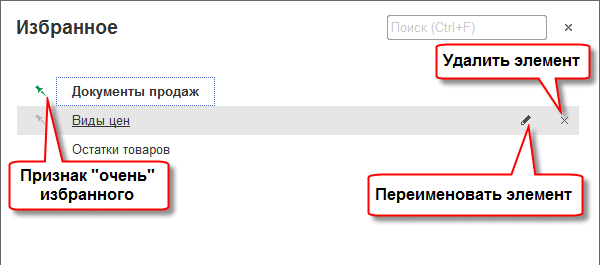 Избранное
Поиск (Ctrl+F)
Удалить элемент
Документы продаж
Виды цен
Остатки товаров
Признак "очень"
избранного
Переименовать элемент